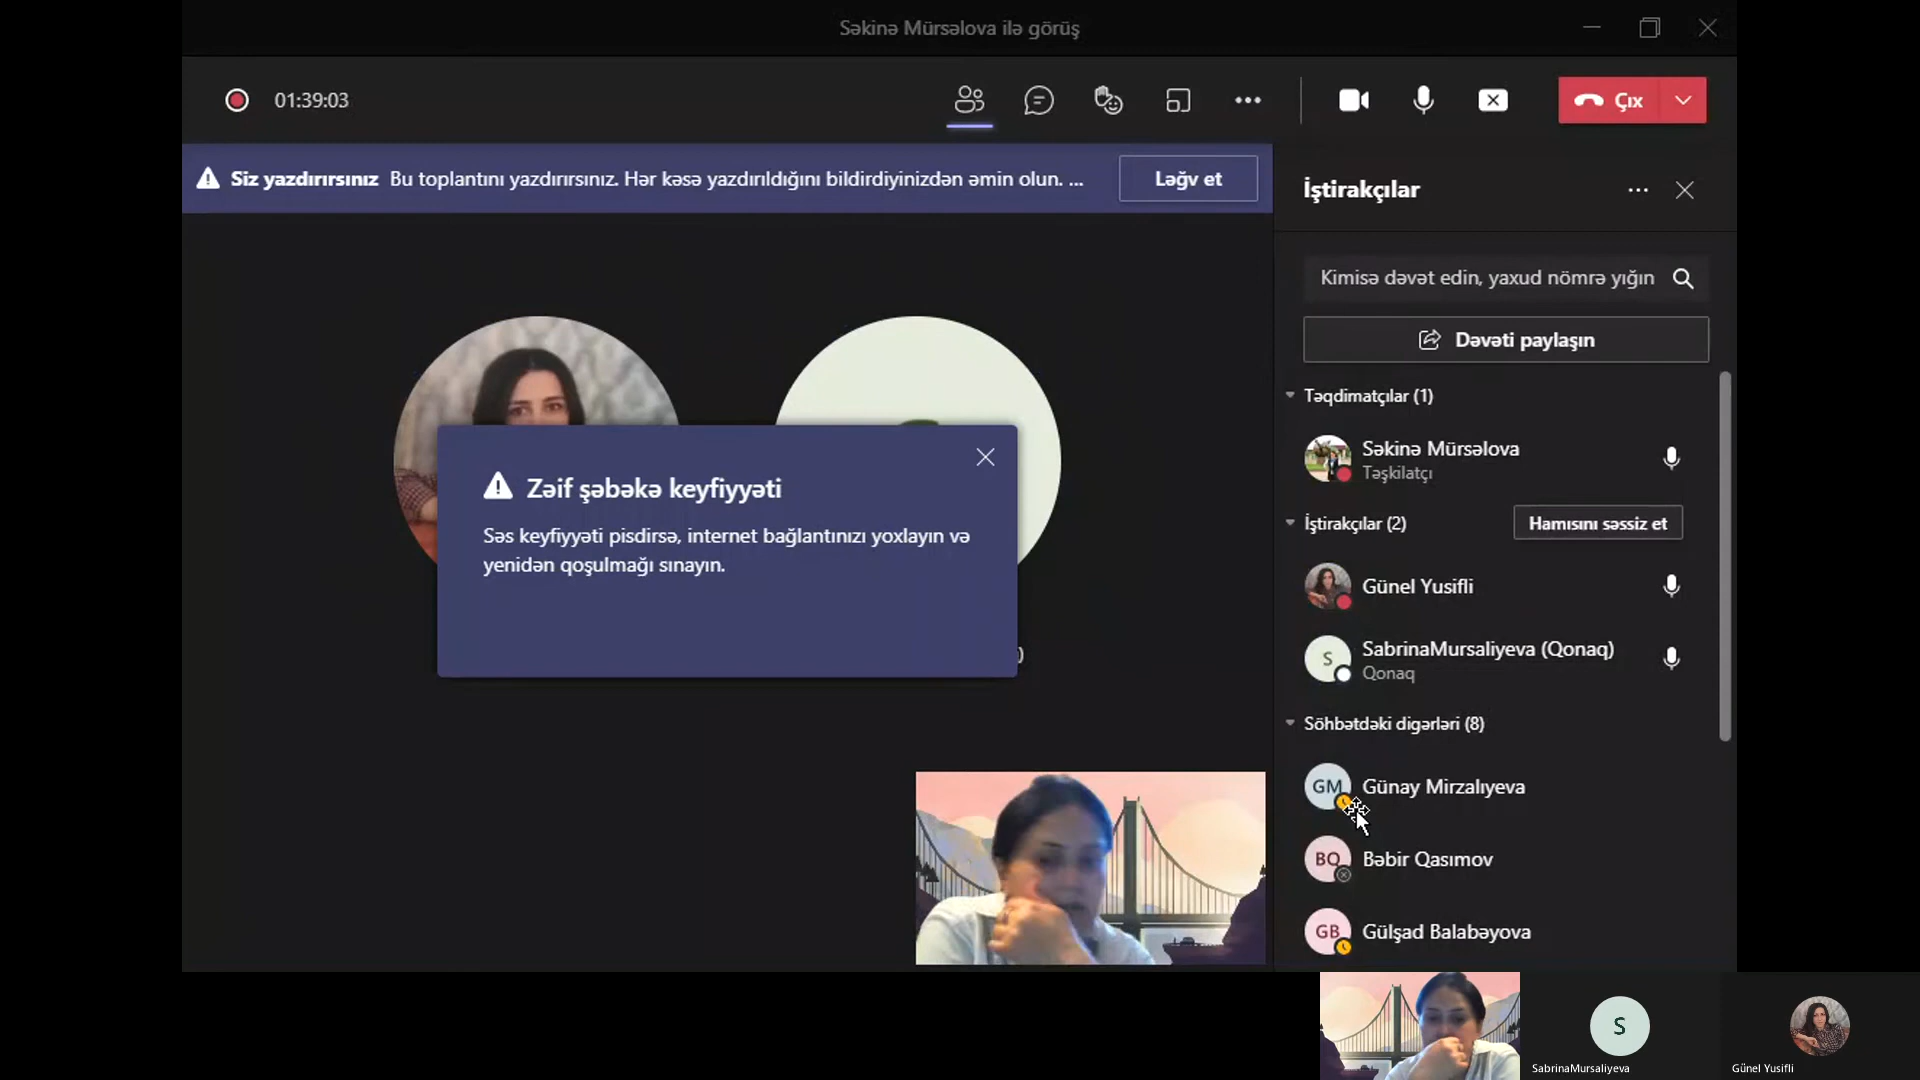 Səkinə Mürsəlova ilə görüş
01:39:03
Çıx
Siz yazdırırsınız Bu toplantını yazdırırsınız. Hər kəsə yazdırıldığını bildirdiyinizdən əmin olun. ...
Ləğv et
Zəif şəbəkə keyfiyyəti
Səs keyfiyyəti pisdirsə, internet bağlantınızı yoxlayın və
yenidən qoşulmağı sınayın.
İştirakçılar
Kimisə dəvət edin, yaxud nömrə yığın
Dəvəti paylaşın
Təqdimatçılar (1)
Səkinə Mürsəlova
Təşkilatçı
İştirakçılar (2)
Hamısını səssiz et
Günel Yusifli
S
SabrinaMursaliyeva (Qonaq)
Qonaq
Söhbətdəki digərləri (8)
GM
Günay Mirzalıyeva
BQ
Bəbir Qasımov
GB
Gülşad Balabəyova
S
SabrinaMursaliyeva
Günel Yusifli